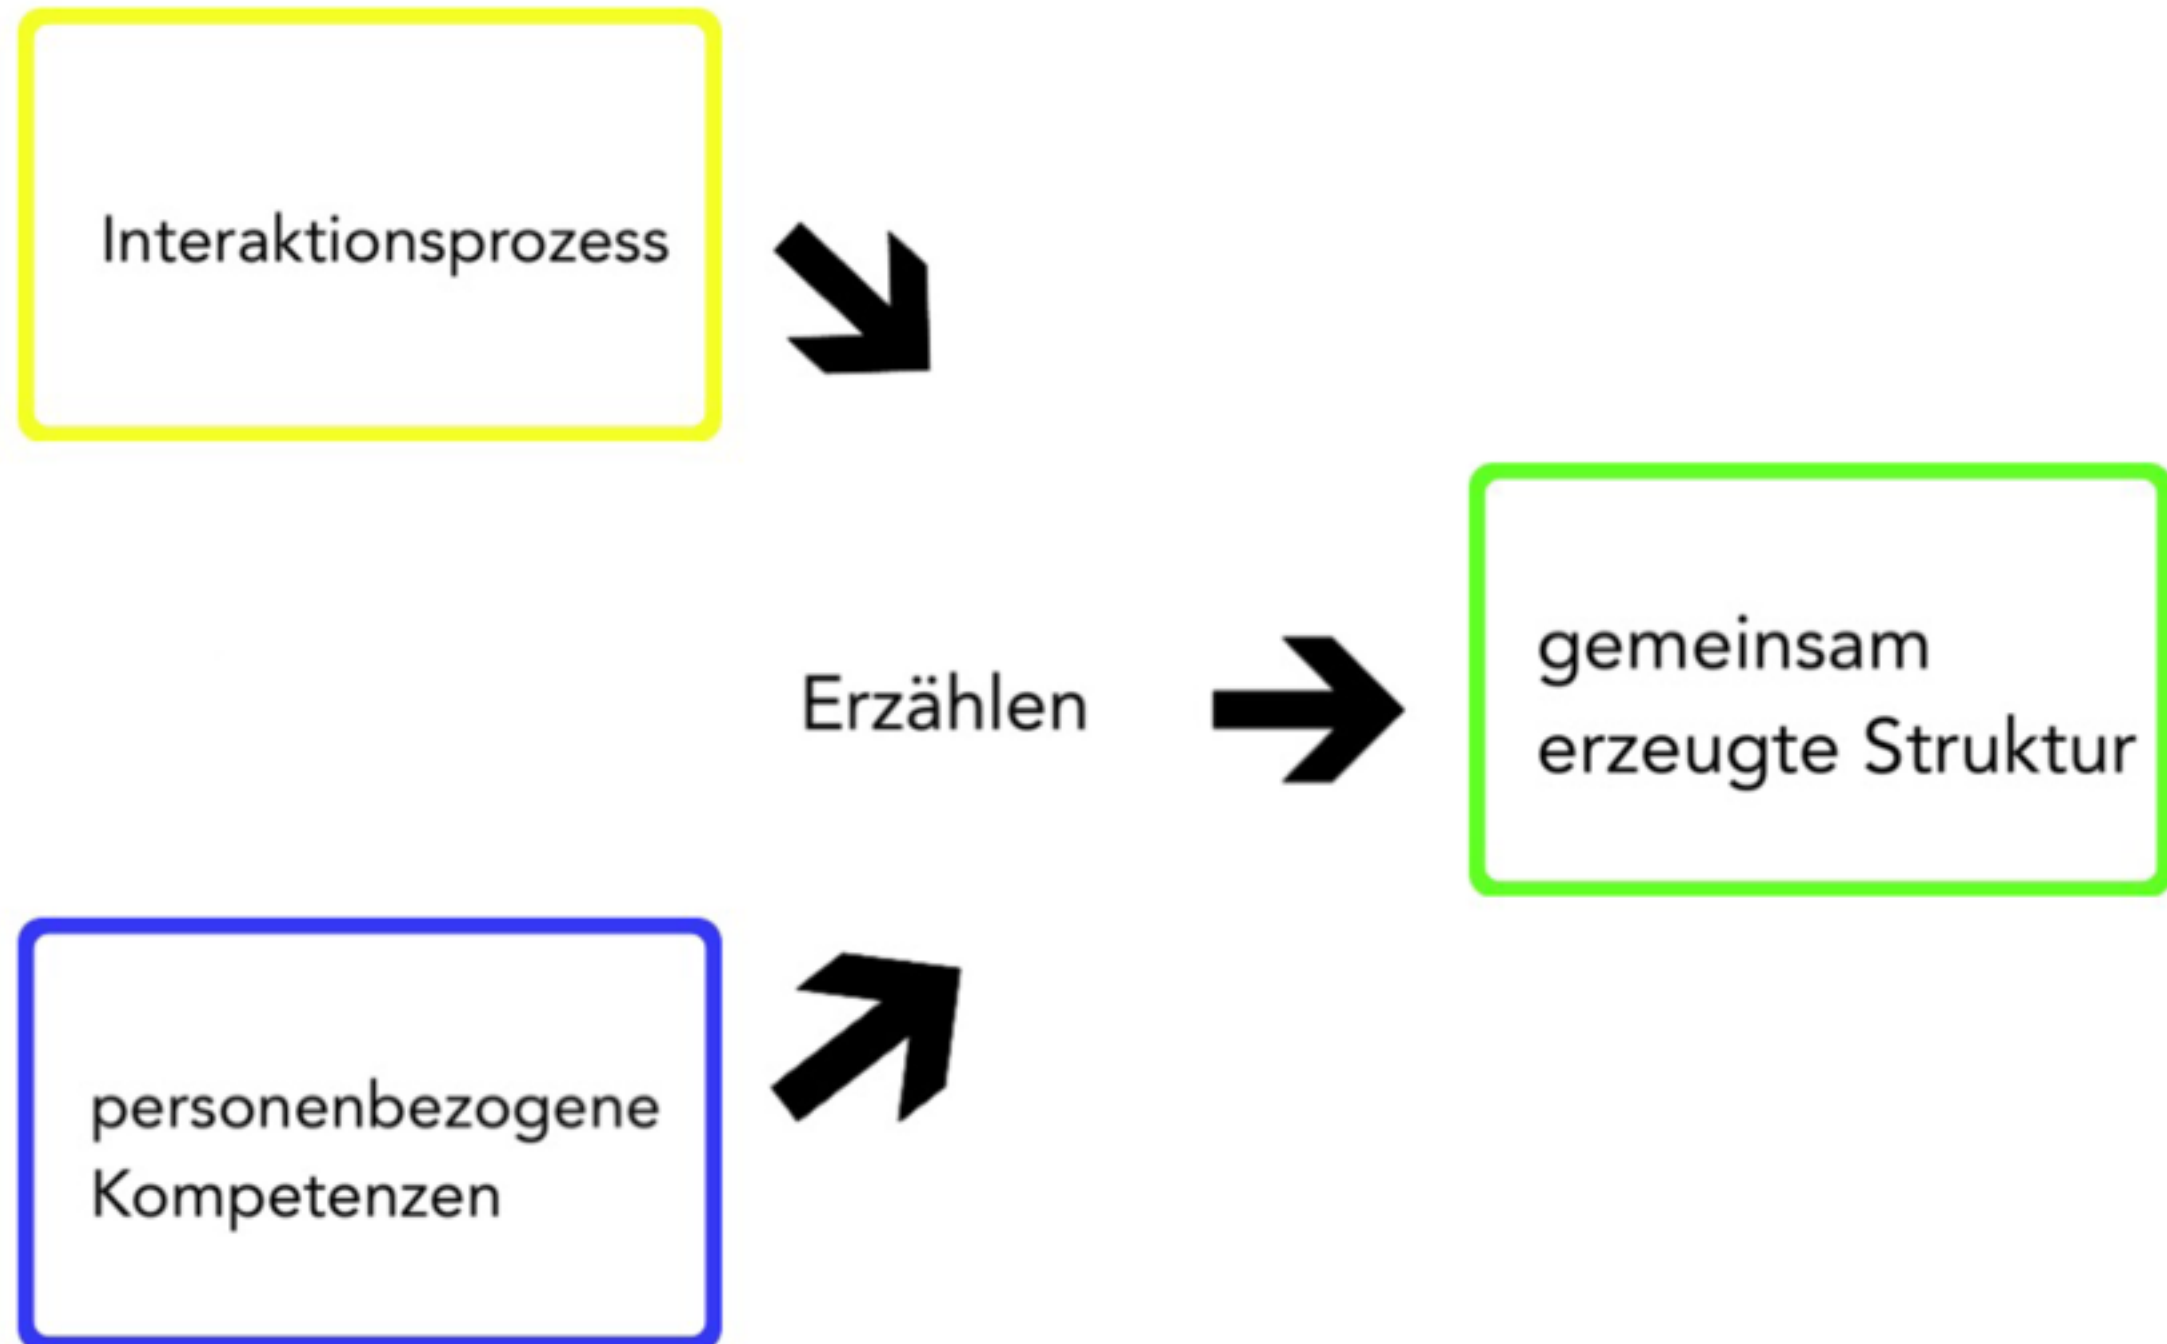 Interaktionsprozess
Erzählen
gemeinsam
erzeugte Struktur
personenbezogene
Kompetenzen